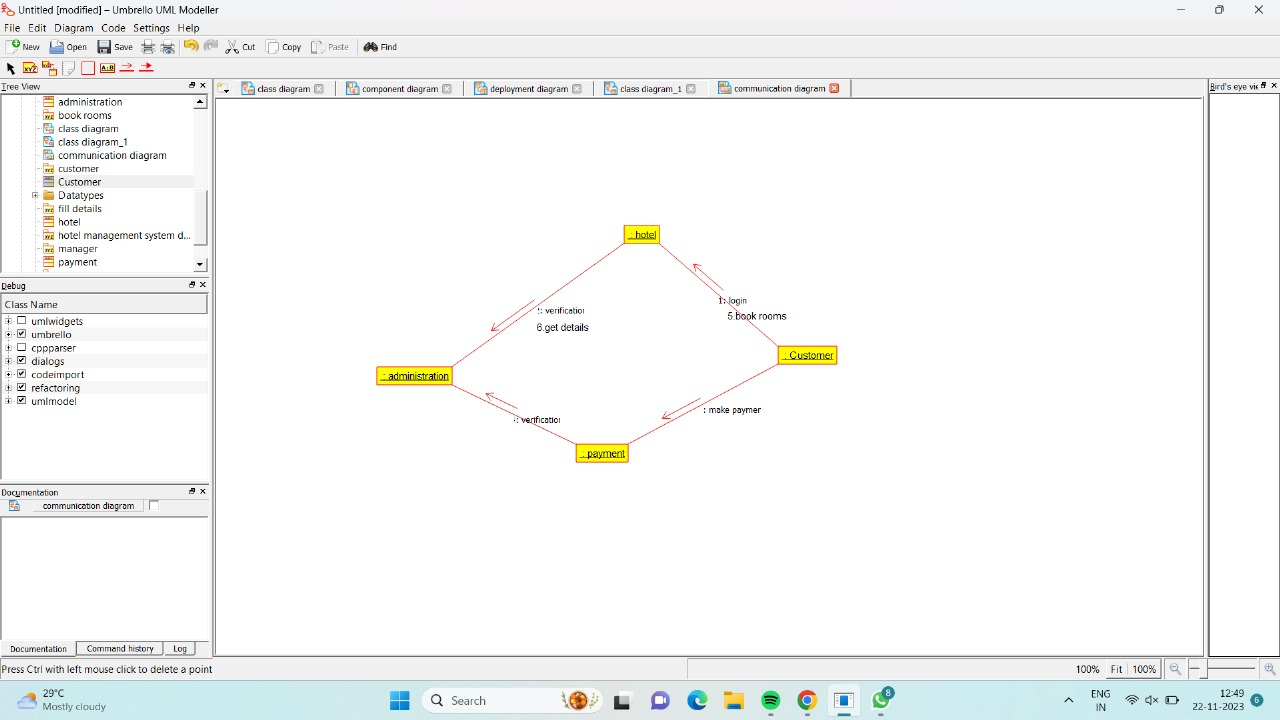 Untitled [modified] – Umbrello UML Modeller
File Edit Diagram Code Settings Help
New Open Save Cut Copy Paste Find
Tree View
administration
book rooms
class diagram
class diagram_1
communication diagram
customer
Customer
Datatypes
fill details
hotel
hotel management system d...
manager
payment
Debug
Class Name
umlwidgets
umbrello
cppparser
dialogs
codeimport
refactoring
umlmodel
Documentation
communication diagram
Documentation Command history Log
class diagram component diagram deployment diagram class diagram_1 communication diagram
Bird's eye vie
: hotel
1: login
5.book rooms
: verification
6.get details
: Customer
: administration
: make paymer
: verification
: payment
Press Ctrl with left mouse click to delete a point
100% Fit 100%
29°C
Mostly cloudy
Search
8
ENG
IN
12:49
22-11-2023
6